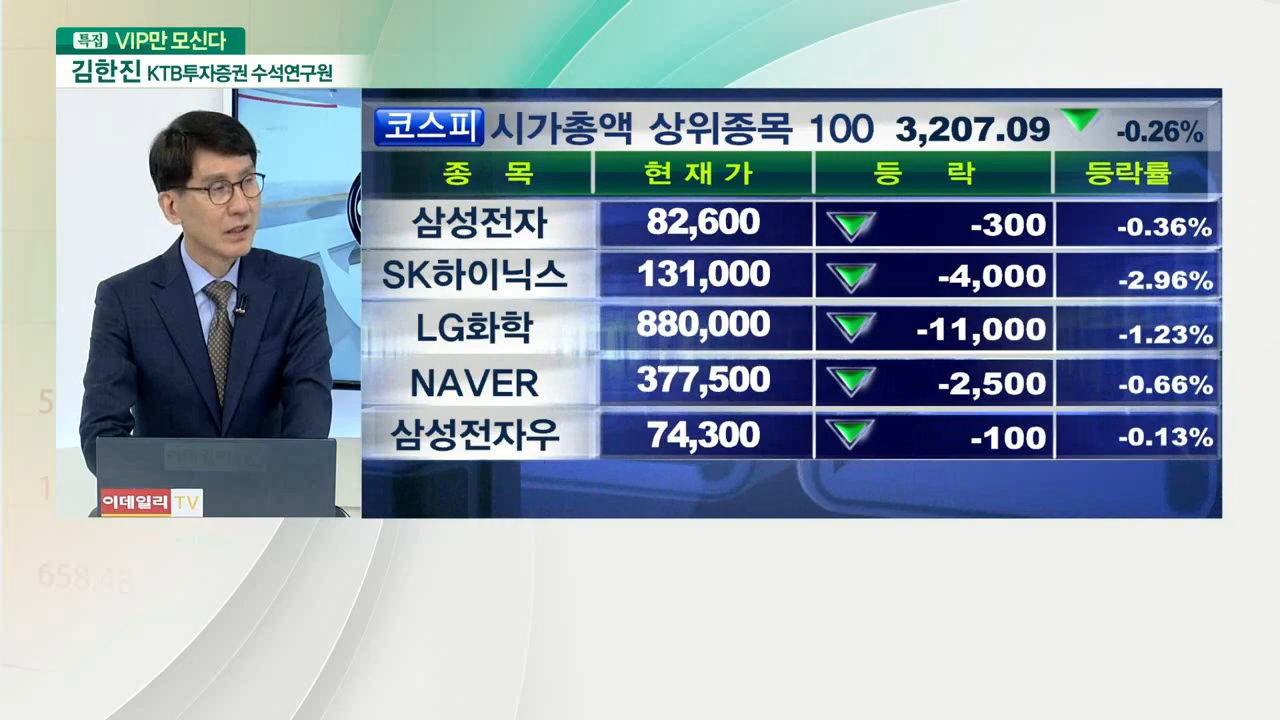 특집 VIP만 모신다
김한진 KTB투자증권 수석연구원
코스피 시가총액 상위종목 100 3,207.09 -0.26%
종 목 현 재 가 등 락 등락률
삼성전자 82,600 -300 -0.36%
SK하이닉스 131,000 -4,000 -2.96%
LG화학 880,000 -11,000 -1.23%
NAVER 377,500 -2,500 -0.66%
삼성전자우 74,300 -100 -0.13%
이데일리 TV
658.48